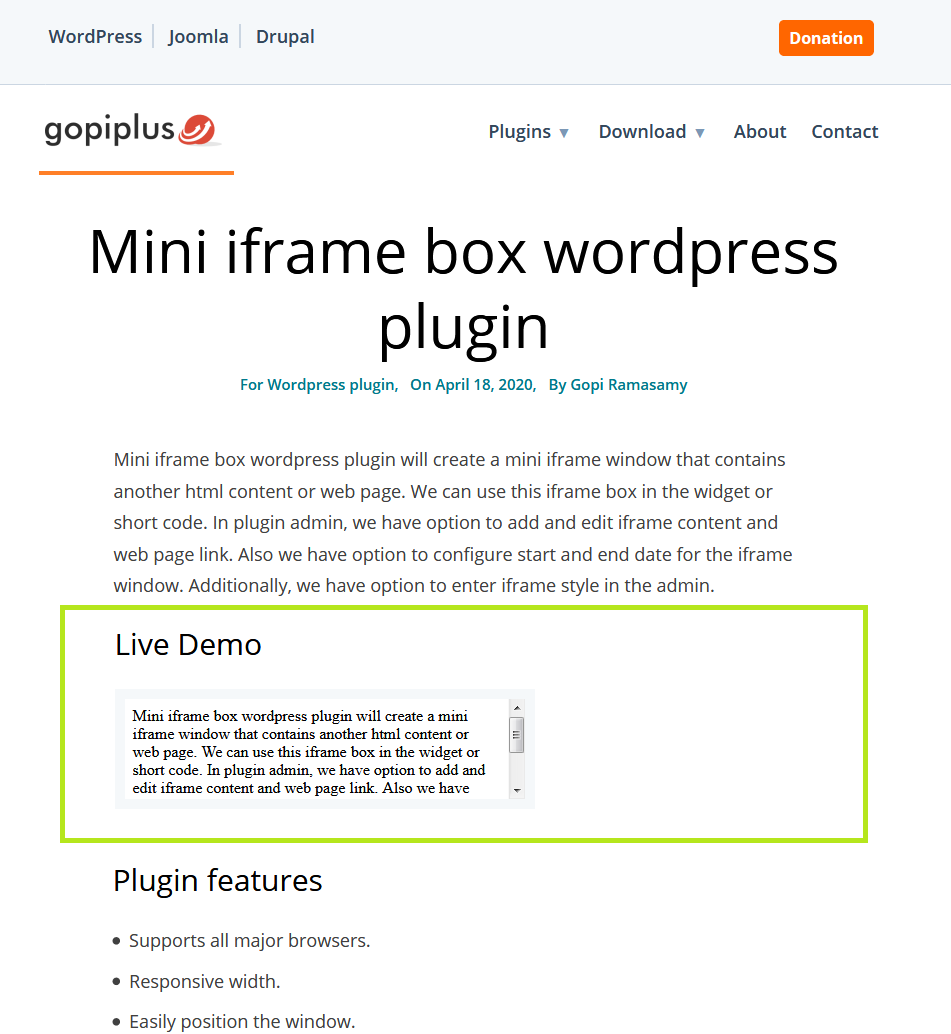 WordPress Joomla Drupal Donation
gopiplus Plugins ▼ Download ▼ About Contact
Mini iframe box wordpress
plugin
For Wordpress plugin, On April 18, 2020, By Gopi Ramasamy
Mini iframe box wordpress plugin will create a mini iframe window that contains
another html content or web page. We can use this iframe box in the widget or
short code. In plugin admin, we have option to add and edit iframe content and
web page link. Also we have option to configure start and end date for the iframe
window. Additionally, we have option to enter iframe style in the admin.
Live Demo
Mini iframe box wordpress plugin will create a mini
iframe window that contains another html content or
web page. We can use this iframe box in the widget or
short code. In plugin admin, we have option to add and
edit iframe content and web page link. Also we have
Plugin features
• Supports all major browsers.
• Responsive width.
• Easily position the window.